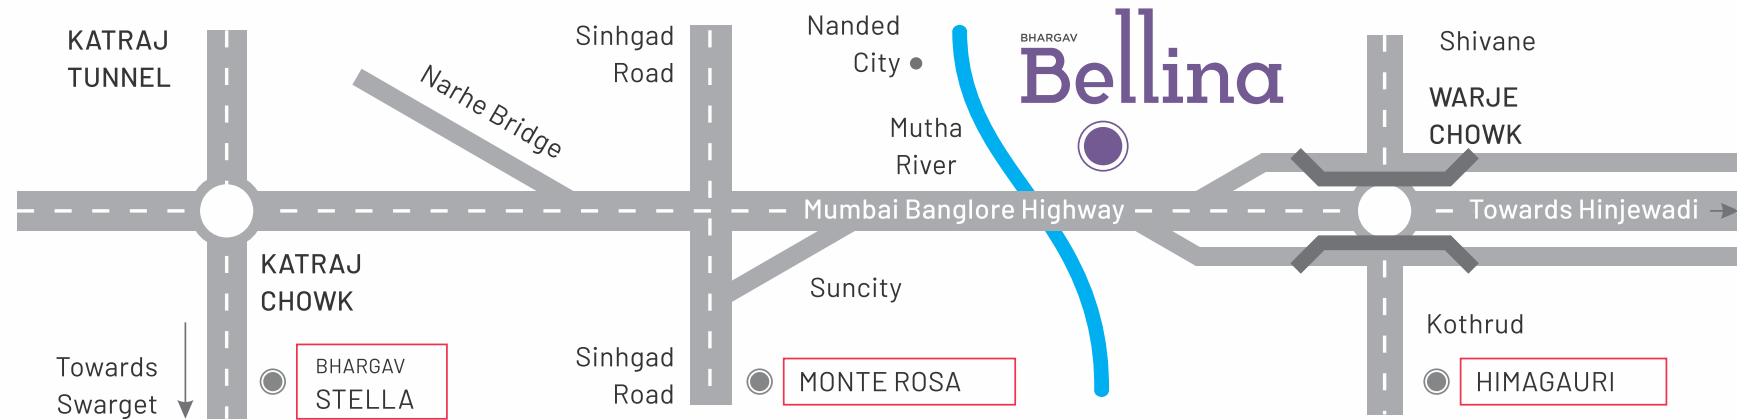 KATRAJ
TUNNEL
Narhe Bridge
Sinhgad
Road
Nanded
City
BHARGAV
Bellina
Shivane
WARJE
CHOWK
Mutha
River
Mumbai Banglore Highway
Towards Hinjewadi
KATRAJ
CHOWK
Suncity
Kothrud
Towards
Swarget
BHARGAV
STELLA
Sinhgad
Road
MONTE ROSA
HIMAGAURI